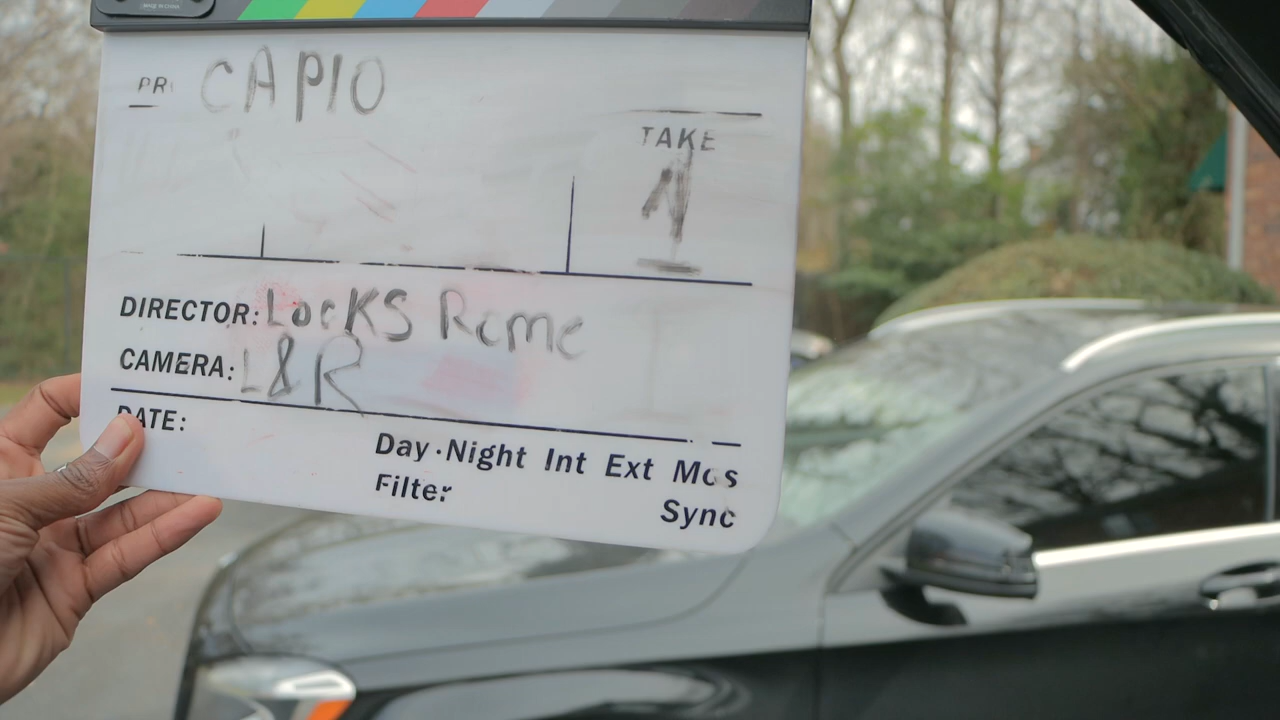 PR CAPIO
TAKE
1
DIRECTOR: LocKS Rome
CAMERA: L&R
DATE:
Day · Night Int Ext Mos
Filter
Sync